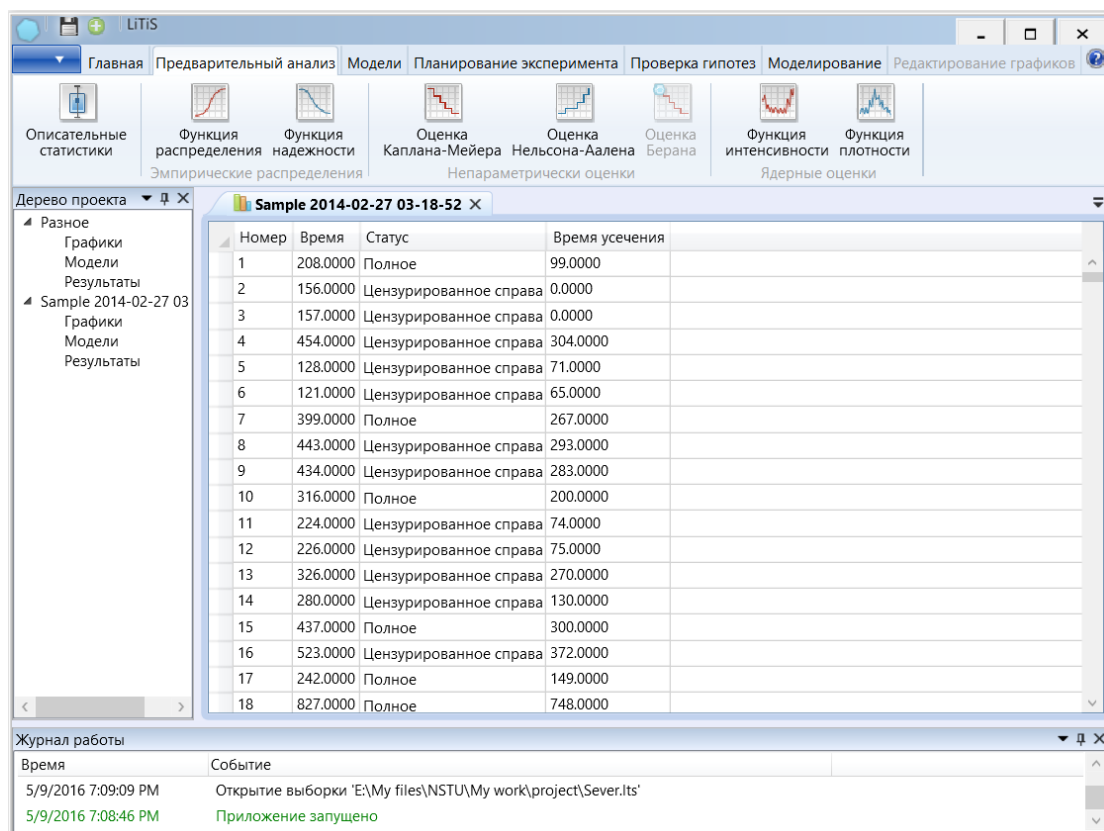 LiTiS
Главная Предварительный анализ Модели Планирование эксперимента Проверка гипотез Моделирование Редактирование графиков
Описательные статистики
Функция распределения
Функция надежности
Эмпирические распределения
Оценка Каплана-Мейера
Оценка Нельсона-Аалена
Оценка Берана
Непараметрически оценки
Функция интенсивности
Функция плотности
Ядерные оценки
Дерево проекта
Разное
Графики
Модели
Результаты
Sample 2014-02-27 03
Графики
Модели
Результаты
Sample 2014-02-27 03-18-52
Номер Время Статус Время усечения
1 208.0000 Полное 99.0000
2 156.0000 Цензурированное справа 0.0000
3 157.0000 Цензурированное справа 0.0000
4 454.0000 Цензурированное справа 304.0000
5 128.0000 Цензурированное справа 71.0000
6 121.0000 Цензурированное справа 65.0000
7 399.0000 Полное 267.0000
8 443.0000 Цензурированное справа 293.0000
9 434.0000 Цензурированное справа 283.0000
10 316.0000 Полное 200.0000
11 224.0000 Цензурированное справа 74.0000
12 226.0000 Цензурированное справа 75.0000
13 326.0000 Цензурированное справа 270.0000
14 280.0000 Цензурированное справа 130.0000
15 437.0000 Полное 300.0000
16 523.0000 Цензурированное справа 372.0000
17 242.0000 Полное 149.0000
18 827.0000 Полное 748.0000
Журнал работы
Время Событие
5/9/2016 7:09:09 PM Открытие выборки 'E:\My files\NSTU\My work\project\Sever.lts'
5/9/2016 7:08:46 PM Приложение запущено